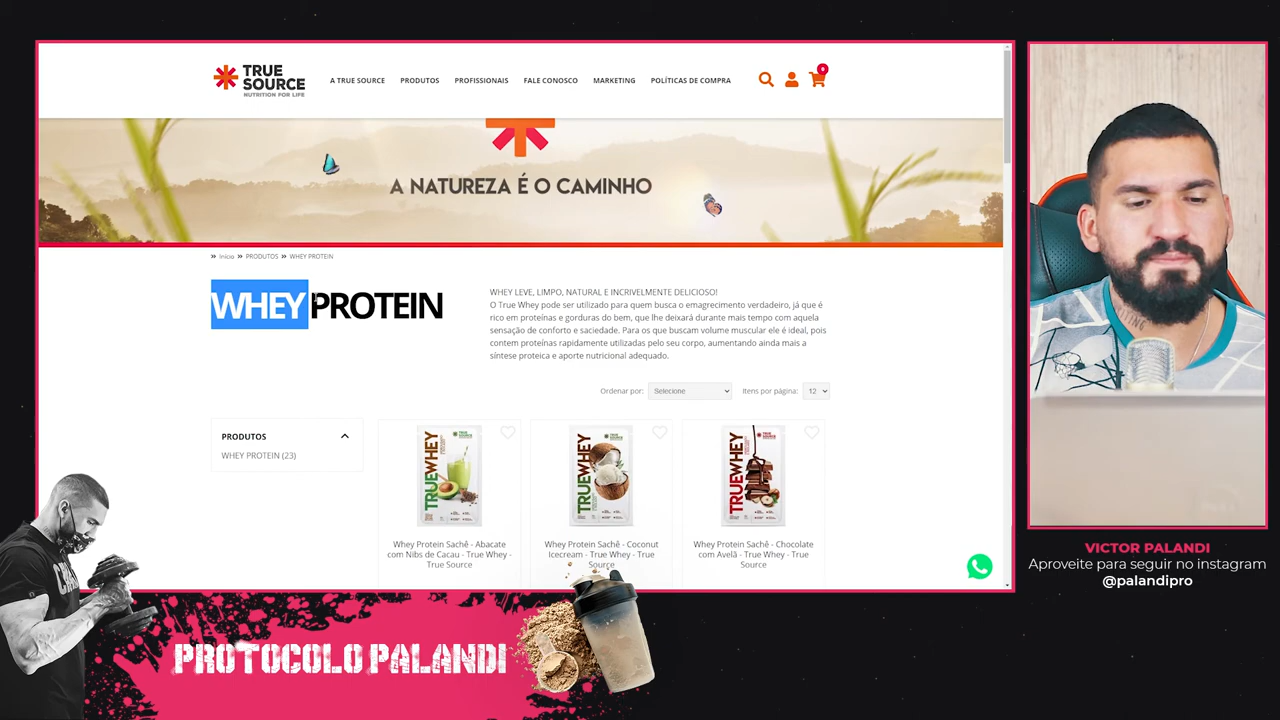 TRUE
SOURCE
NUTRITION FOR LIFE
A TRUE SOURCE
PRODUTOS
PROFISSIONAIS
FALE CONOSCO
MARKETING
POLÍTICAS DE COMPRA
0
A NATUREZA É O CAMINHO
Início PRODUTOS WHEY PROTEIN
WHEY PROTEIN
WHEY LEVE, LIMPO, NATURAL E INCRIVELMENTE DELICIOSO!
O True Whey pode ser utilizado para quem busca o emagrecimento verdadeiro, já que é
rico em proteínas e gorduras do bem, que lhe deixará durante mais tempo com aquela
sensação de conforto e saciedade. Para os que buscam volume muscular ele é ideal, pois
contem proteínas rapidamente utilizadas pelo seu corpo, aumentando ainda mais a
síntese proteica e aporte nutricional adequado.
Ordenar por: Selecione Itens por página: 12
PRODUTOS
WHEY PROTEIN (23)
TRUEWHEY
TRUEWHEY
TRUEWHEY
Whey Protein Sachê - Abacate
com Nibs de Cacau - True Whey -
True Source
Whey Protein Sachê - Coconut
Icecream - True Whey - True
Source
Whey Protein Sachê - Chocolate
com Avelã - True Whey - True
Source
VICTOR PALANDI
Aproveite para seguir no instagram
@palandipro
PROTOCOLO PALANDI